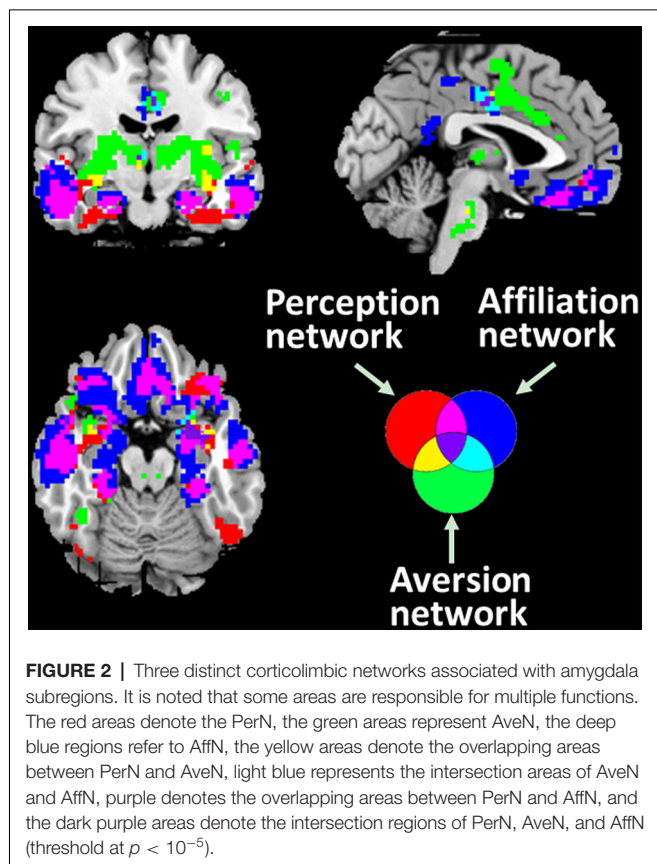 Perception
network
Affiliation
network
Aversion
network
FIGURE 2 | Three distinct corticolimbic networks associated with amygdala
subregions. It is noted that some areas are responsible for multiple functions.
The red areas denote the PerN, the green areas represent AveN, the deep
blue regions refer to AffN, the yellow areas denote the overlapping areas
between PerN and AveN, light blue represents the intersection areas of AveN
and AffN, purple denotes the overlapping areas between PerN and AffN, and
the dark purple areas denote the intersection regions of PerN, AveN, and AffN
(threshold at p < 10⁻⁵).